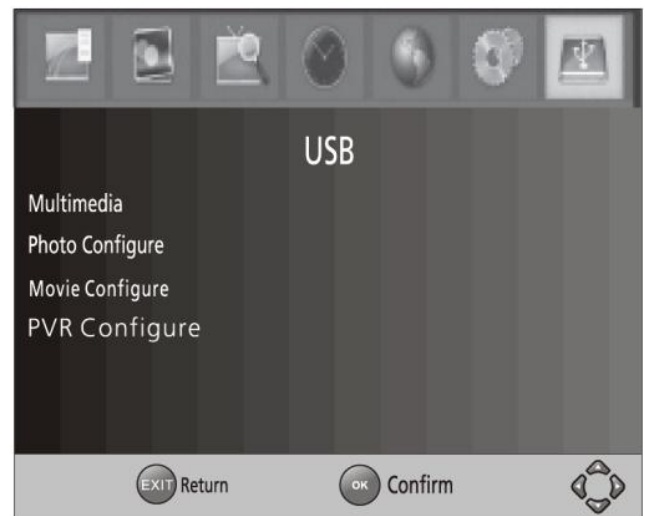 USB
Multimedia
Photo Configure
Movie Configure
PVR Configure
EXIT Return OK Confirm